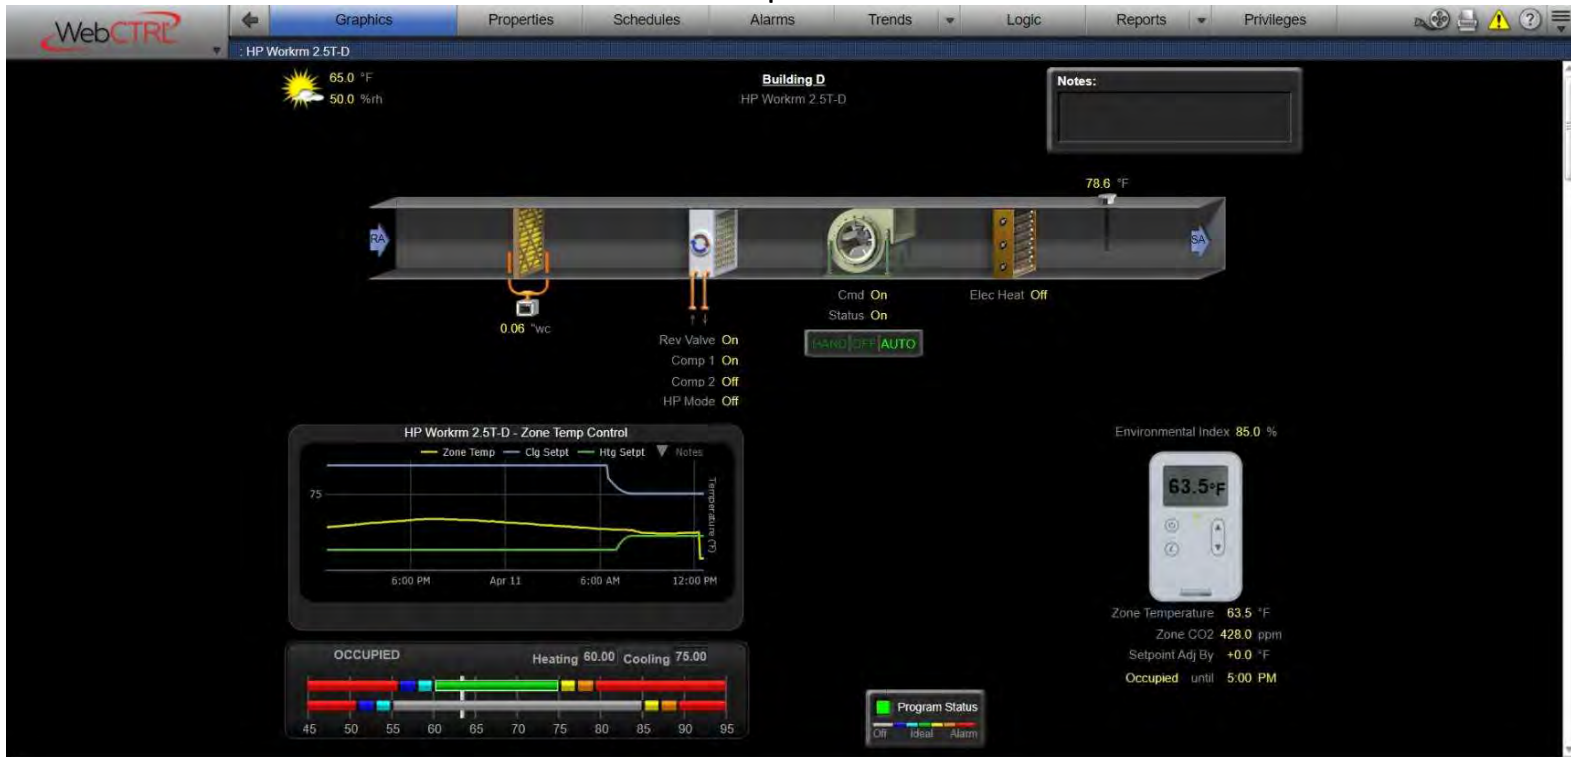 WebCTRL
Graphics Properties Schedules Alarms Trends Logic Reports Privileges
: HP Workrm 2.5T-D
65.0 °F
50.0 %rh
Building D
HP Workrm 2.5T-D
Notes:
78.6 °F
RA
SA
0.06 "wc
Rev Valve On
Comp 1 On
Comp 2 Off
HP Mode Off
Cmd On
Status On
HAND OFF AUTO
Elec Heat Off
HP Workrm 2.5T-D - Zone Temp Control
Zone Temp Clg Setpt Htg Setpt Notes
75
Temperature (F)
6:00 PM Apr 11 6:00 AM 12:00 PM
OCCUPIED Heating 60.00 Cooling 75.00
45 50 55 60 65 70 75 80 85 90 95
Program Status
Off Ideal Alarm
Environmental Index 85.0 %
63.5°F
Zone Temperature 63.5 °F
Zone CO2 428.0 ppm
Setpoint Adj By +0.0 °F
Occupied until 5:00 PM